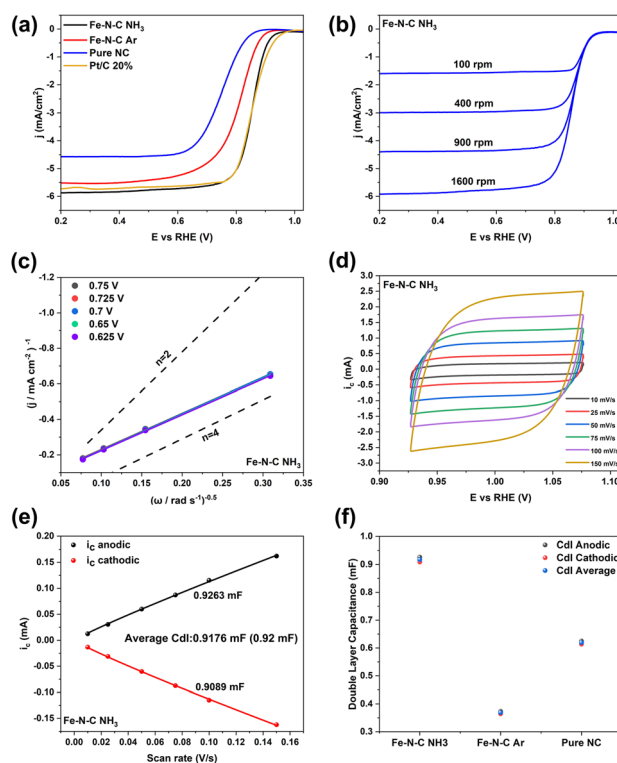 (a)
Fe-N-C NH3
Fe-N-C Ar
Pure NC
Pt/C 20%
0
-1
-2
-3
-4
-5
-6
j (mA/cm²)
0.2 0.4 0.6 0.8 1.0
E vs RHE (V)
(b)
Fe-N-C NH3
100 rpm
400 rpm
900 rpm
1600 rpm
0
-1
-2
-3
-4
-5
-6
j (mA/cm²)
0.2 0.4 0.6 0.8 1.0
E vs RHE (V)
(c)
0.75 V
0.725 V
0.7 V
0.65 V
0.625 V
n=2
n=4
Fe-N-C NH3
-1.2
-1.0
-0.8
-0.6
-0.4
-0.2
(j / mA cm⁻²)⁻¹
0.05 0.10 0.15 0.20 0.25 0.30 0.35 0.40
(ω / rad s⁻¹)⁻⁰·⁵
(d)
Fe-N-C NH3
2.5
2.0
1.5
1.0
0.5
0.0
-0.5
-1.0
-1.5
-2.0
-2.5
-3.0
ic (mA)
10 mV/s
25 mV/s
50 mV/s
75 mV/s
100 mV/s
150 mV/s
0.90 0.95 1.00 1.05 1.10
E vs RHE (V)
(e)
ic anodic
ic cathodic
0.9263 mF
Average Cdl:0.9176 mF (0.92 mF)
0.9089 mF
Fe-N-C NH3
0.20
0.15
0.10
0.05
0.00
-0.05
-0.10
-0.15
ic (mA)
0.00 0.02 0.04 0.06 0.08 0.10 0.12 0.14 0.16
Scan rate (V/s)
(f)
Cdl Anodic
Cdl Cathodic
Cdl Average
1.0
0.9
0.8
0.7
0.6
0.5
0.4
0.3
Double Layer Capacitance (mF)
Fe-N-C NH3 Fe-N-C Ar Pure NC